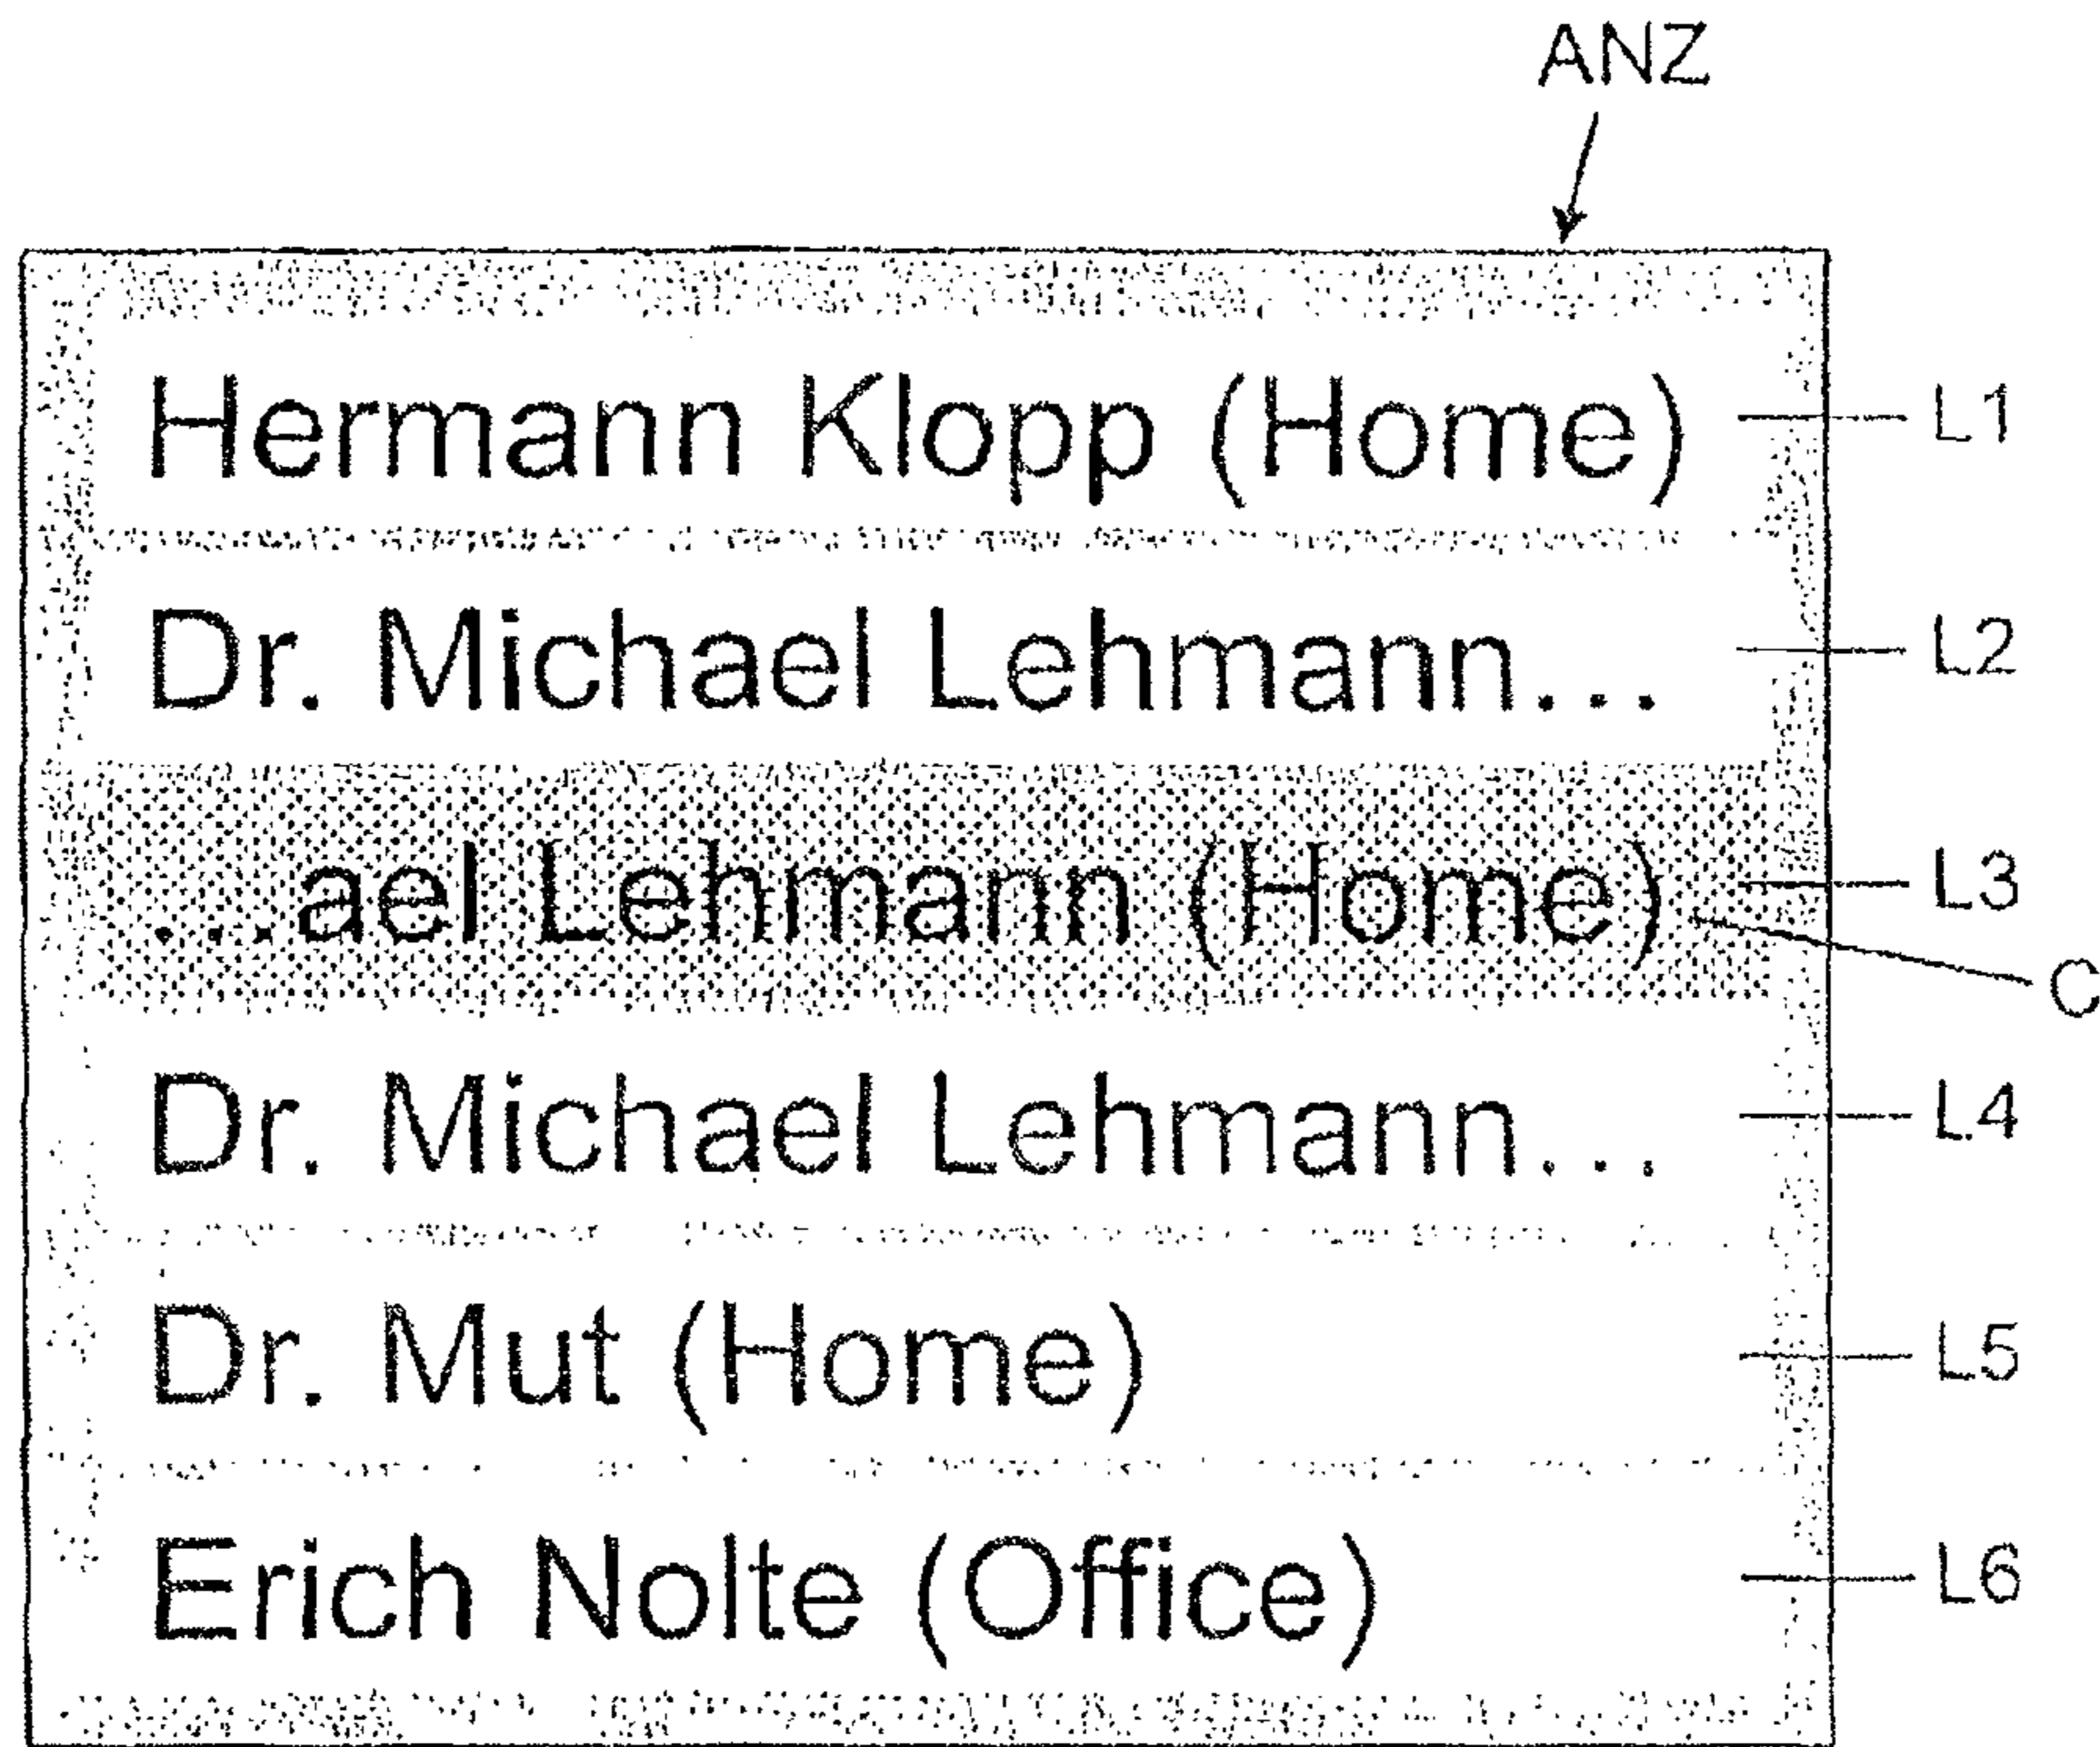 ANZ
Hermann Klopp (Home) L1
Dr. Michael Lehmann... L2
...ael Lehmann (Home) L3
C
Dr. Michael Lehmann... L4
Dr. Mut (Home) L5
Erich Nolte (Office) L6